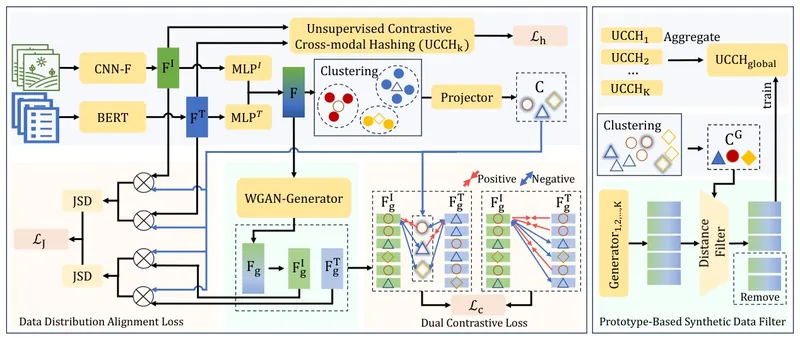 CNN-F
F^I
BERT
F^T
Unsupervised Contrastive
Cross-modal Hashing (UCCH_k)
ℒ_h
MLP^I
MLP^T
F
Clustering
Projector
C
JSD
ℒ_J
JSD
WGAN-Generator
F_g
F_g^I
F_g^T
Positive
Negative
F_g^I
F_g^T
F_g^I
F_g^T
ℒ_c
Data Distribution Alignment Loss
Dual Contrastive Loss
UCCH_1
UCCH_2
...
UCCH_K
Aggregate
UCCH_global
train
Clustering
C^G
Generator_1,2,...,K
Distance
Filter
Remove
Prototype-Based Synthetic Data Filter